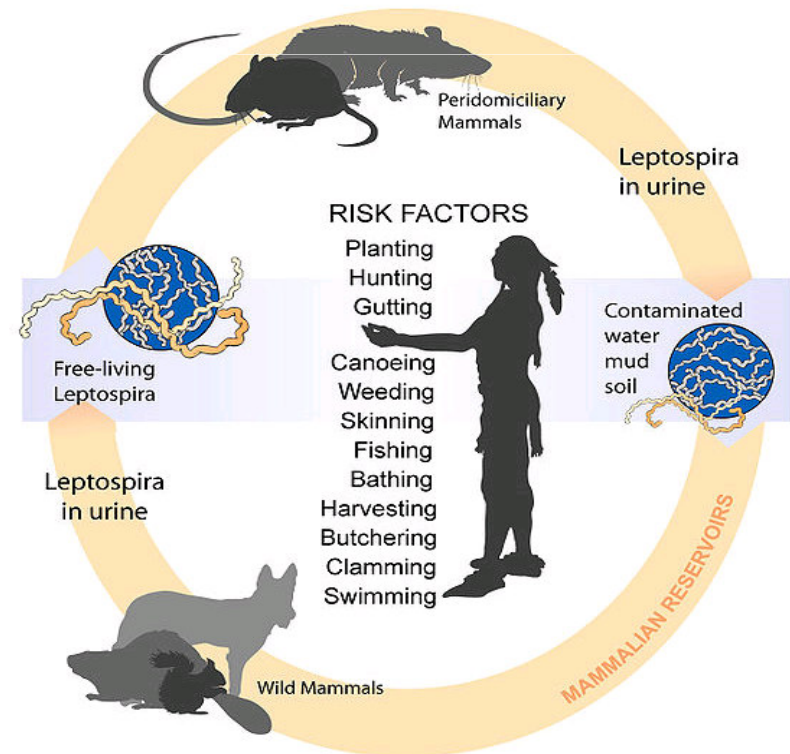 Peridomiciliary
Mammals
Leptospira
in urine
RISK FACTORS
Planting
Hunting
Gutting
Canoeing
Weeding
Skinning
Fishing
Bathing
Harvesting
Butchering
Clamming
Swimming
Contaminated
water
mud
soil
Free-living
Leptospira
Leptospira
in urine
MAMMALIAN RESERVOIRS
Wild Mammals